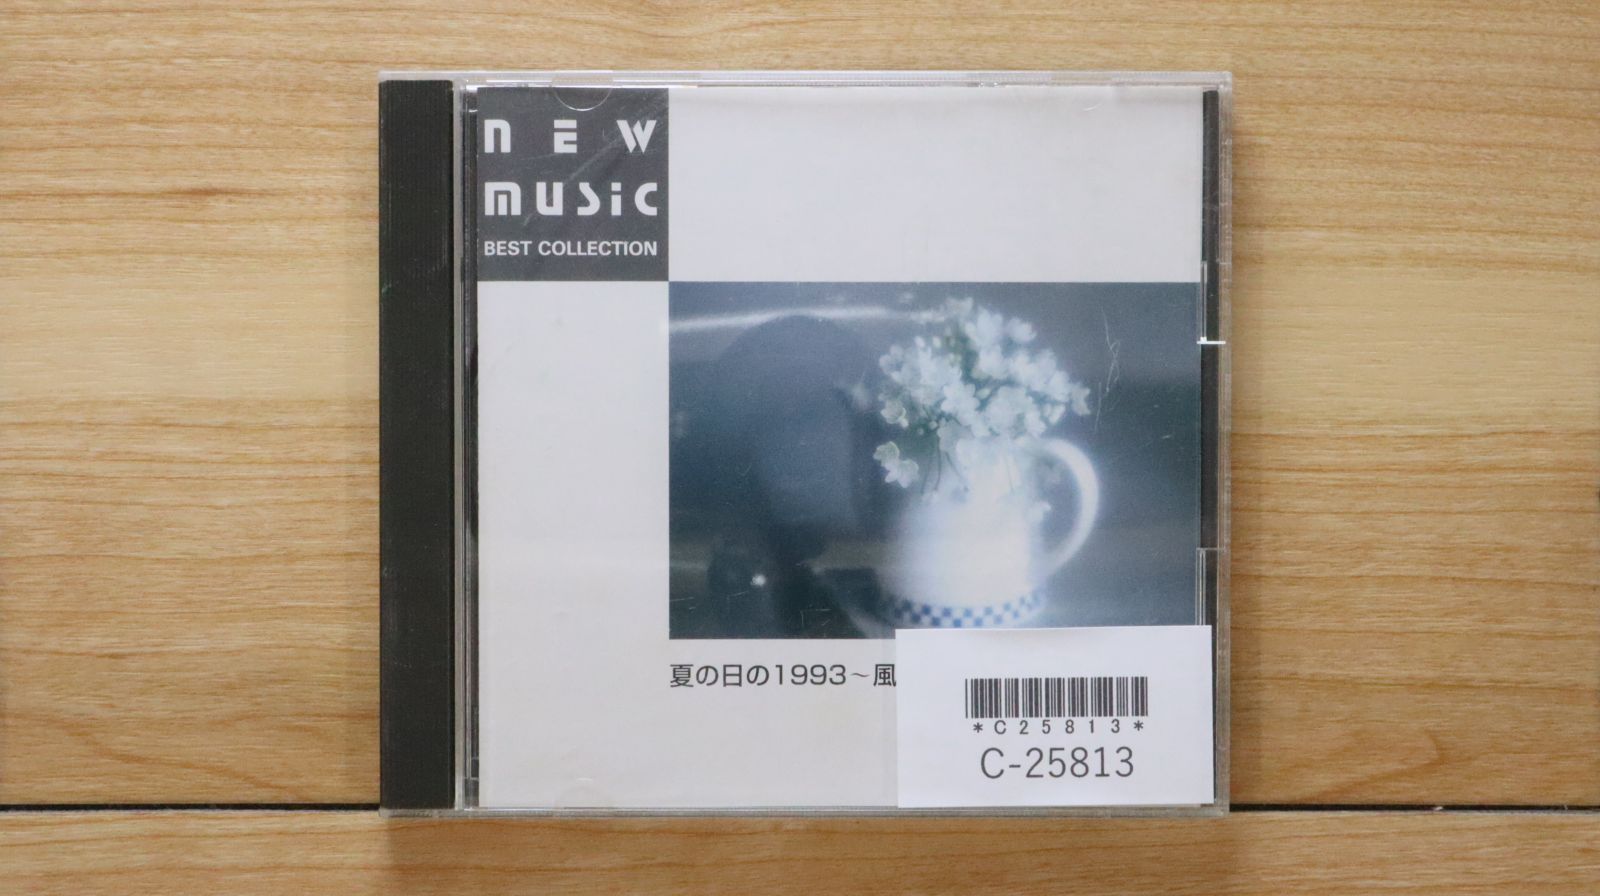 new
music
BEST COLLECTION
夏の日の1993～風
*C25813*
C-25813